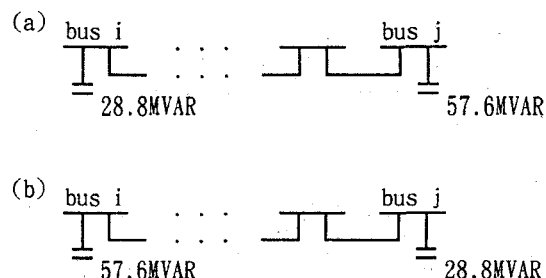 (a)
bus i
bus j
28.8MVAR
57.6MVAR
(b)
bus i
bus j
57.6MVAR
28.8MVAR